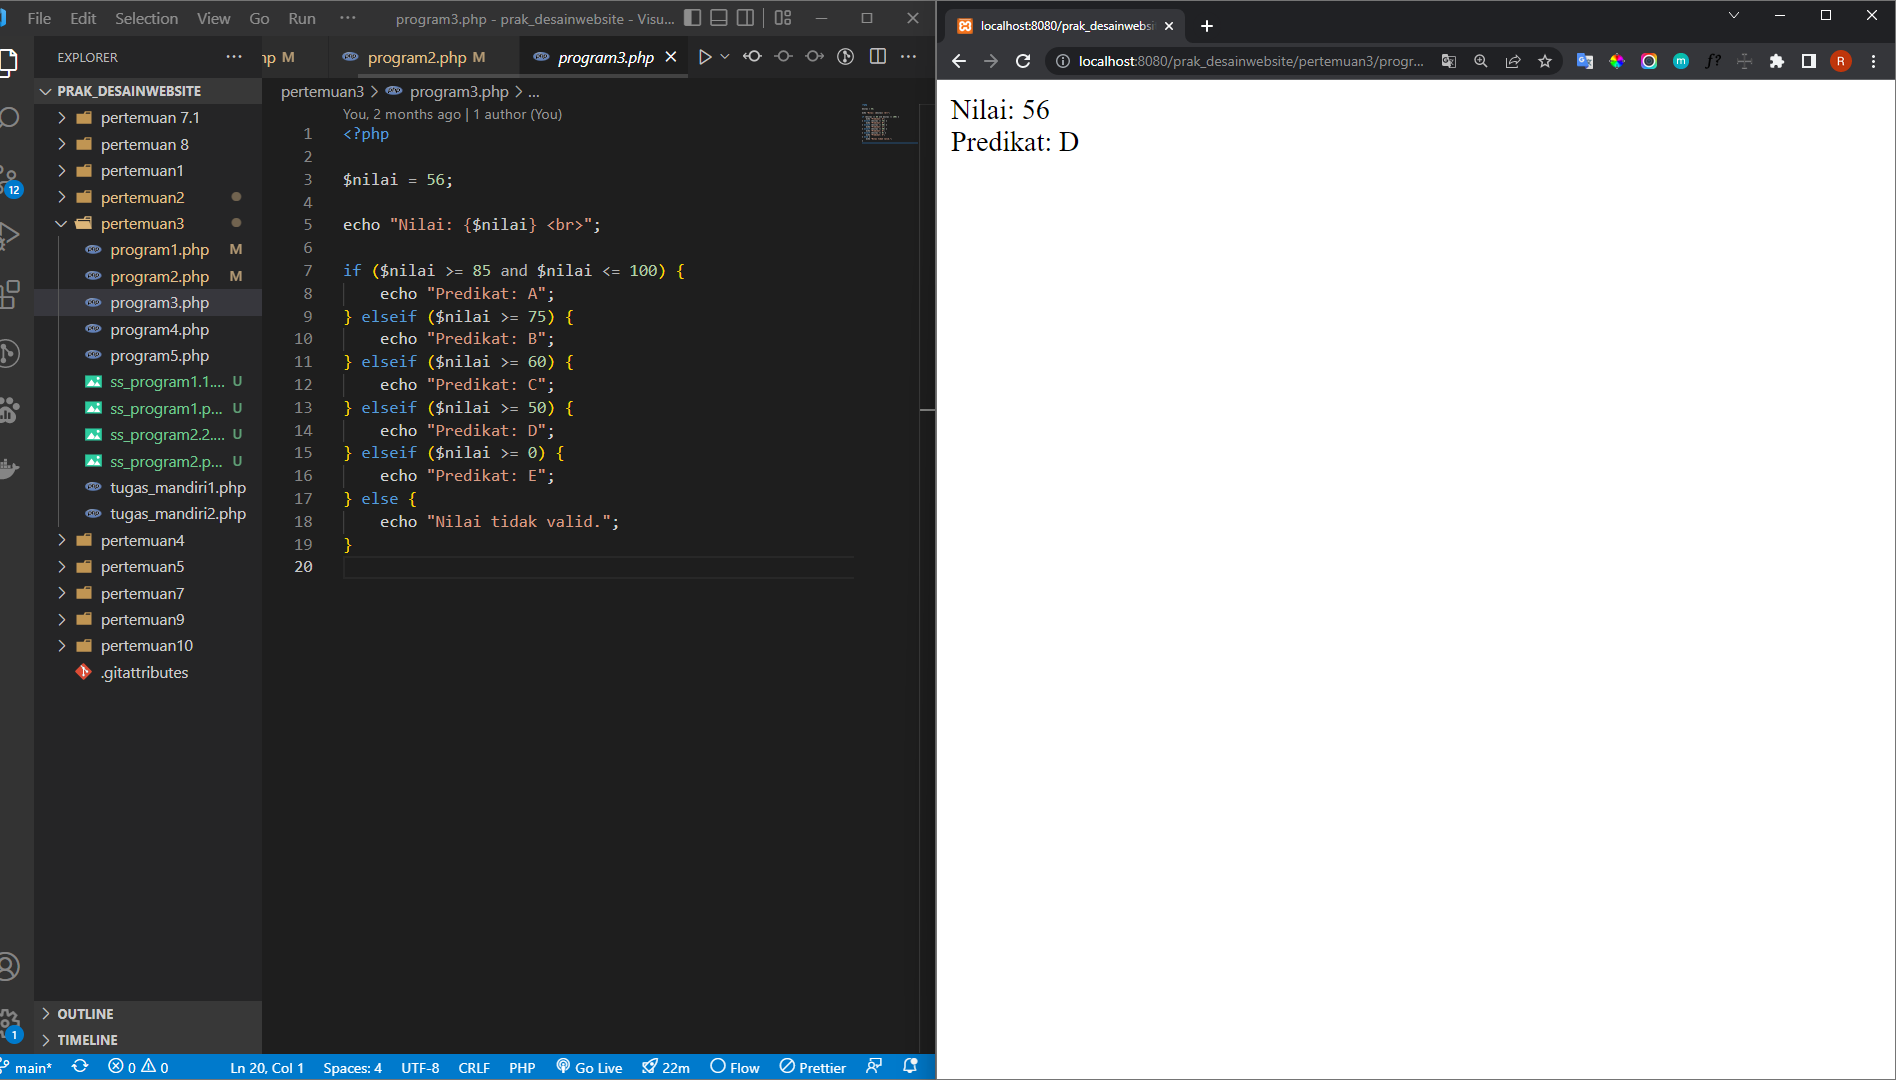 File Edit Selection View Go Run ··· program3.php - prak_desainwebsite - Visu...
EXPLORER ···
hp M program2.php M program3.php
PRAK_DESAINWEBSITE
pertemuan 7.1
pertemuan 8
pertemuan1
pertemuan2
pertemuan3
program1.php M
program2.php M
program3.php
program4.php
program5.php
ss_program1.1.... U
ss_program1.p... U
ss_program2.2.... U
ss_program2.p... U
tugas_mandiri1.php
tugas_mandiri2.php
pertemuan4
pertemuan5
pertemuan7
pertemuan9
pertemuan10
.gitattributes
OUTLINE
TIMELINE
12
1
pertemuan3 > program3.php > ...
You, 2 months ago | 1 author (You)
1 <?php
2
3 $nilai = 56;
4
5 echo "Nilai: {$nilai} <br>";
6
7 if ($nilai >= 85 and $nilai <= 100) {
8 echo "Predikat: A";
9 } elseif ($nilai >= 75) {
10 echo "Predikat: B";
11 } elseif ($nilai >= 60) {
12 echo "Predikat: C";
13 } elseif ($nilai >= 50) {
14 echo "Predikat: D";
15 } elseif ($nilai >= 0) {
16 echo "Predikat: E";
17 } else {
18 echo "Nilai tidak valid.";
19 }
20
main* 0 0 Ln 20, Col 1 Spaces: 4 UTF-8 CRLF PHP Go Live 22m Flow Prettier
localhost:8080/prak_desainwebsi
localhost:8080/prak_desainwebsite/pertemuan3/progr... m f? R
Nilai: 56
Predikat: D